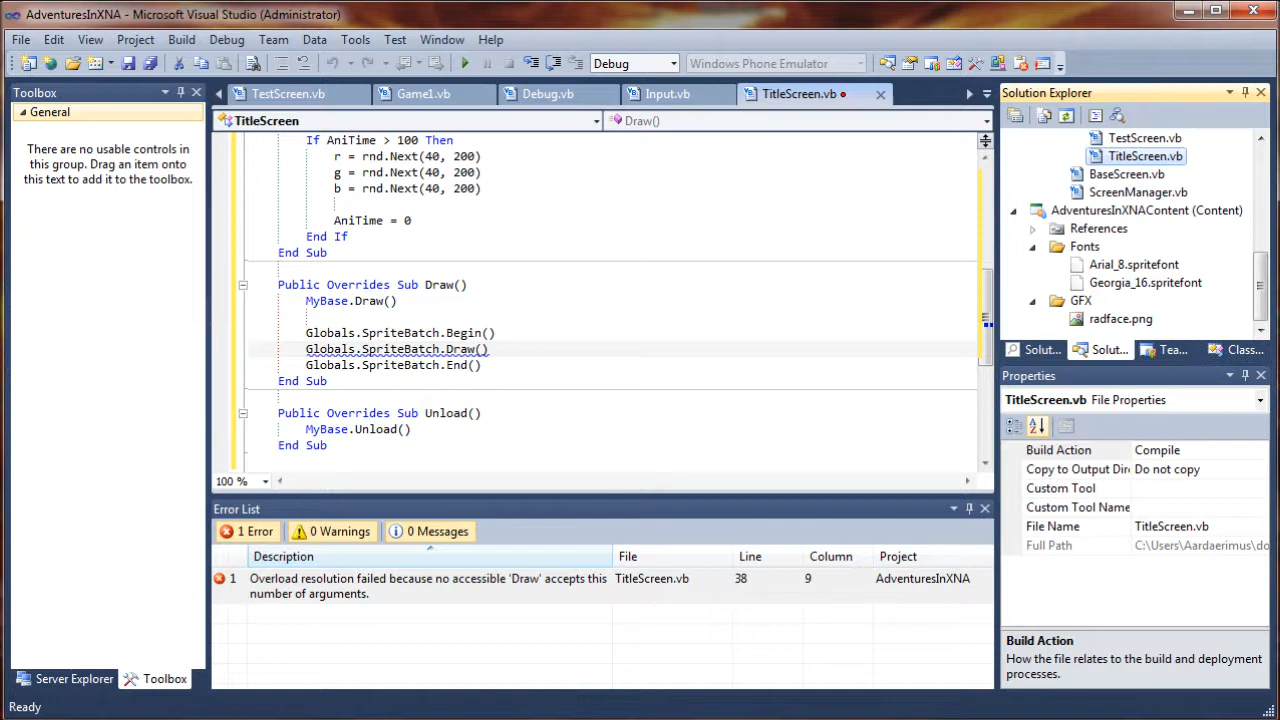 AdventuresInXNA - Microsoft Visual Studio (Administrator)
File Edit View Project Build Debug Team Data Tools Test Window Help
Debug Windows Phone Emulator
Toolbox
General
There are no usable controls in
this group. Drag an item onto
this text to add it to the toolbox.
Server Explorer Toolbox
TestScreen.vb Game1.vb Debug.vb Input.vb TitleScreen.vb
TitleScreen Draw()
If AniTime > 100 Then
r = rnd.Next(40, 200)
g = rnd.Next(40, 200)
b = rnd.Next(40, 200)
AniTime = 0
End If
End Sub
Public Overrides Sub Draw()
MyBase.Draw()
Globals.SpriteBatch.Begin()
Globals.SpriteBatch.Draw()
Globals.SpriteBatch.End()
End Sub
Public Overrides Sub Unload()
MyBase.Unload()
End Sub
100 %
Error List
1 Error 0 Warnings 0 Messages
Description File Line Column Project
1 Overload resolution failed because no accessible 'Draw' accepts this TitleScreen.vb 38 9 AdventuresInXNA
number of arguments.
Solution Explorer
TestScreen.vb
TitleScreen.vb
BaseScreen.vb
ScreenManager.vb
AdventuresInXNAContent (Content)
References
Fonts
Arial_8.spritefont
Georgia_16.spritefont
GFX
radface.png
Solut... Solut... Tea... Class...
Properties
TitleScreen.vb File Properties
Build Action Compile
Copy to Output Dire Do not copy
Custom Tool
Custom Tool Name
File Name TitleScreen.vb
Full Path C:\Users\Aardaerimus\do
Build Action
How the file relates to the build and deployment
processes.
Ready